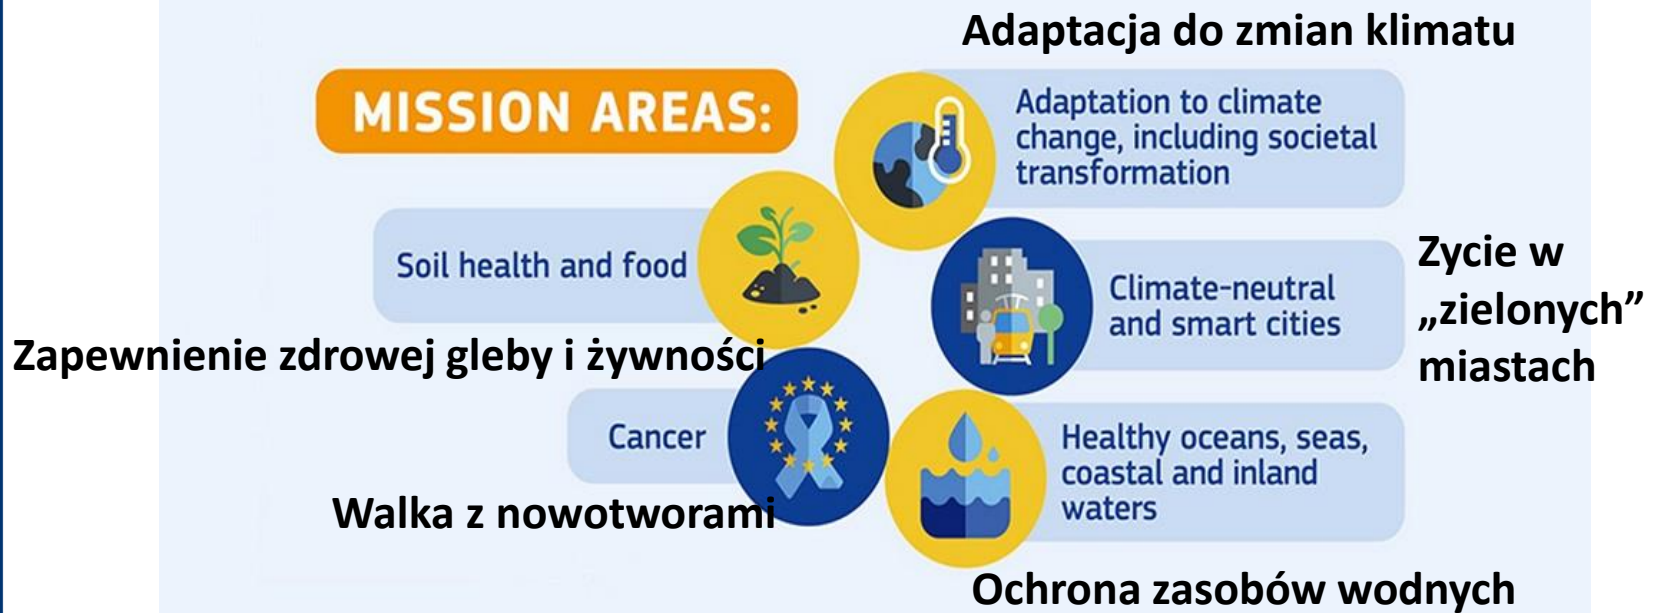 Adaptacja do zmian klimatu
MISSION AREAS:
Adaptation to climate
change, including societal
transformation
Soil health and food
Zapewnienie zdrowej gleby i żywności
Climate-neutral
and smart cities
Zycie w
„zielonych”
miastach
Cancer
Walka z nowotworami
Healthy oceans, seas,
coastal and inland
waters
Ochrona zasobów wodnych